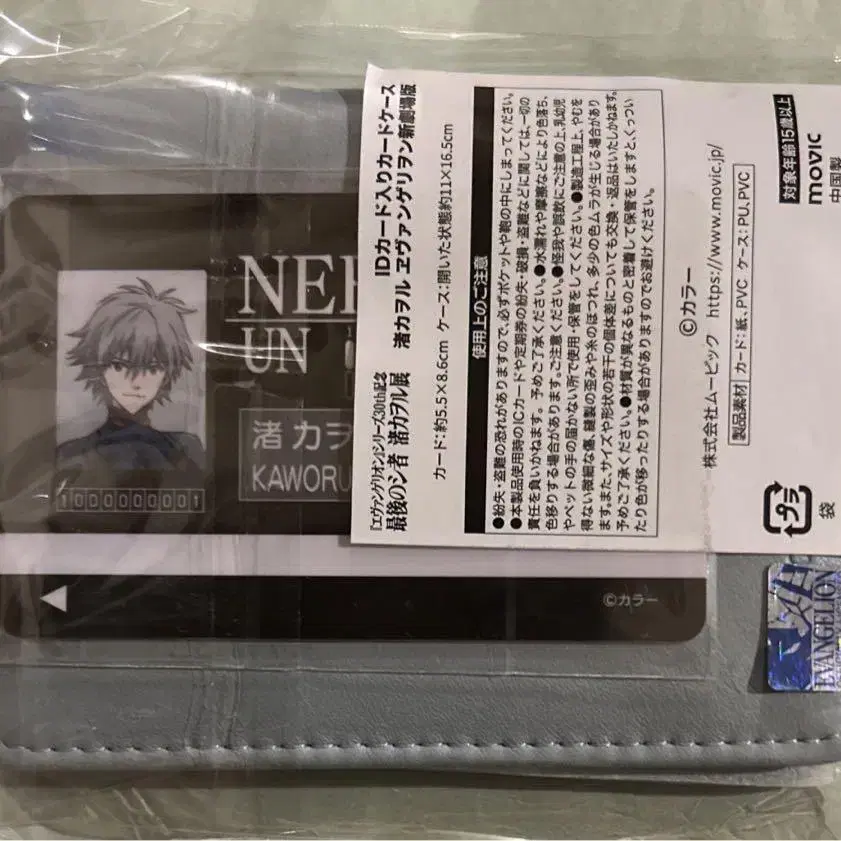 NER
UN
渚カヲ
KAWORU
1000000001
©カラー
『エヴァンゲリオン』シリーズ30th記念
最後のシ者 渚カヲル展
IDカード入りカードケース
渚カヲル ヱヴァンゲリヲン新劇場版
カード:約5.5×8.6cm ケース:開いた状態約11×16.5cm
使用上のご注意
●紛失・盗難の恐れがありますので、必ずポケットや鞄の中にしまってください。
●本製品使用時のICカードや定期券の紛失・破損・盗難などに関しては、一切の
責任を負いかねます。予めご了承ください。●水濡れや摩擦などにより色落ち、
色移りする場合があります。ご注意ください。●怪我や誤飲にご注意の上、乳幼児
やペットの手の届かない所で使用・保管をしてください。●製造工程上、やむを
得ない微細な傷、縫製の歪みや糸のほつれ、多少の色ムラが生じる場合があり
ます。また、サイズや形状の若干の個体差についても交換・返品はいたしかねます。
予めご了承ください。●材質が異なるものと密着して保管をしますと、くっつい
たり色が移ったりする場合がありますのでお避けください。
©カラー
株式会社ムービック https://www.movic.jp/
製品素材 カード:紙、PVC ケース:PU、PVC
対象年齢15歳以上
movic
中国製
プラ
袋
EVANGELION